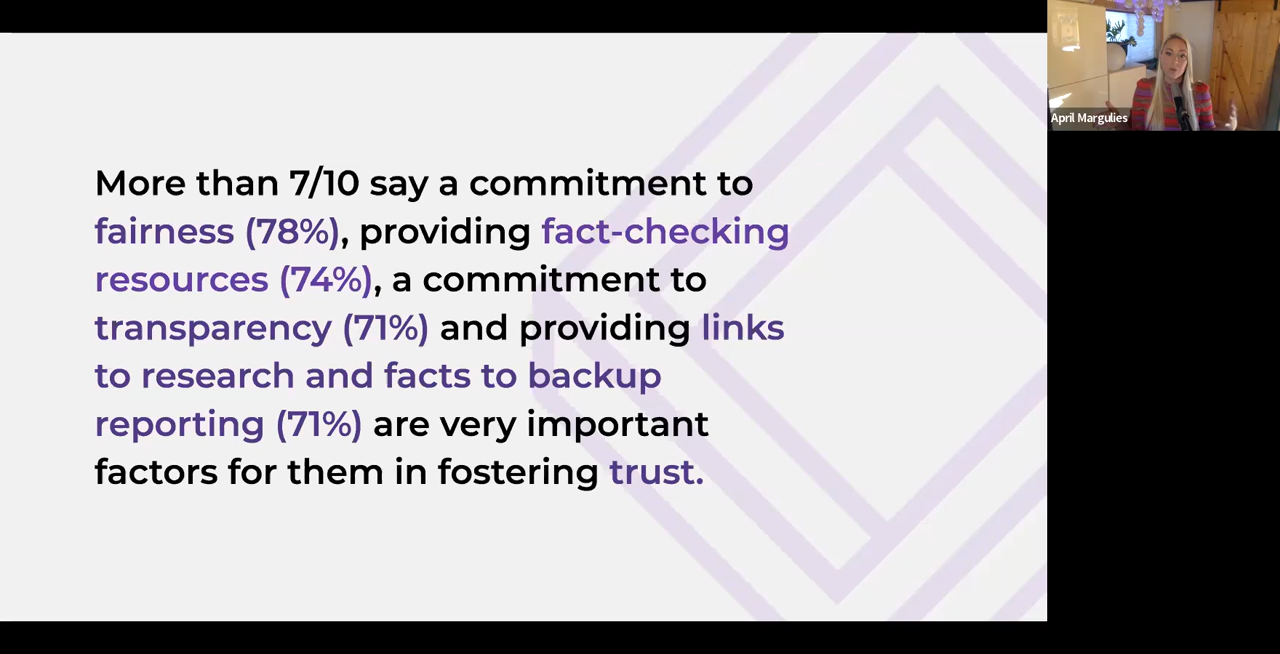 More than 7/10 say a commitment to
fairness (78%), providing fact-checking
resources (74%), a commitment to
transparency (71%) and providing links
to research and facts to backup
reporting (71%) are very important
factors for them in fostering trust.
April Margulies